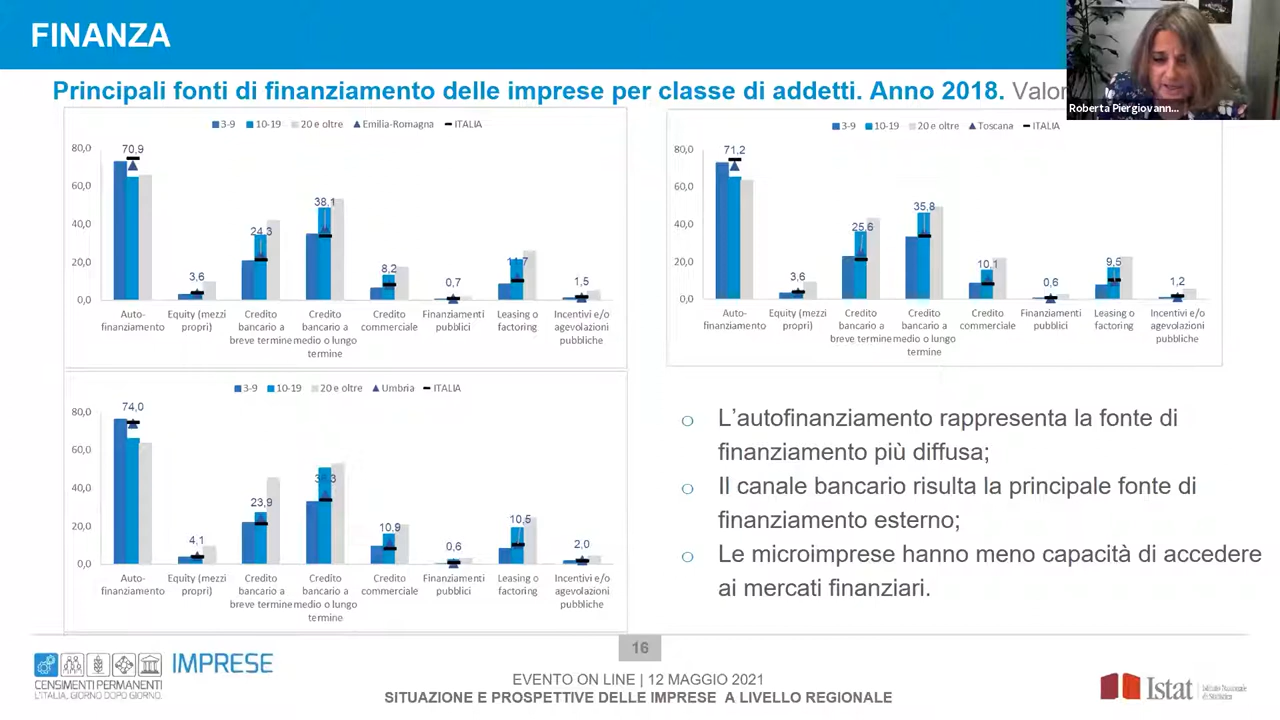 FINANZA
Principali fonti di finanziamento delle imprese per classe di addetti. Anno 2018. Valor
Roberta Piergiovann...
3-9 10-19 20 e oltre Emilia-Romagna ITALIA
80,0
60,0
40,0
20,0
0,0
70,9
3,6
24,3
38,1
8,2
0,7
11,7
1,5
Auto-
finanziamento
Equity (mezzi
propri)
Credito
bancario a
breve termine
Credito
bancario a
medio o lungo
termine
Credito
commerciale
Finanziamenti
pubblici
Leasing o
factoring
Incentivi e/o
agevolazioni
pubbliche
3-9 10-19 20 e oltre Toscana ITALIA
80,0
60,0
40,0
20,0
0,0
71,2
3,6
25,6
35,8
10,1
0,6
9,5
1,2
Auto-
finanziamento
Equity (mezzi
propri)
Credito
bancario a
breve termine
Credito
bancario a
medio o lungo
termine
Credito
commerciale
Finanziamenti
pubblici
Leasing o
factoring
Incentivi e/o
agevolazioni
pubbliche
3-9 10-19 20 e oltre Umbria ITALIA
80,0
60,0
40,0
20,0
0,0
74,0
4,1
23,9
10,9
0,6
10,5
2,0
Auto-
finanziamento
Equity (mezzi
propri)
Credito
bancario a
breve termine
Credito
bancario a
medio o lungo
termine
Credito
commerciale
Finanziamenti
pubblici
Leasing o
factoring
Incentivi e/o
agevolazioni
pubbliche
L'autofinanziamento rappresenta la fonte di
finanziamento più diffusa;
Il canale bancario risulta la principale fonte di
finanziamento esterno;
Le microimprese hanno meno capacità di accedere
ai mercati finanziari.
16
IMPRESE
CENSIMENTI PERMANENTI
L'ITALIA, GIORNO DOPO GIORNO.
EVENTO ON LINE | 12 MAGGIO 2021
SITUAZIONE E PROSPETTIVE DELLE IMPRESE A LIVELLO REGIONALE
Istat
Istituto Nazionale
di Statistica